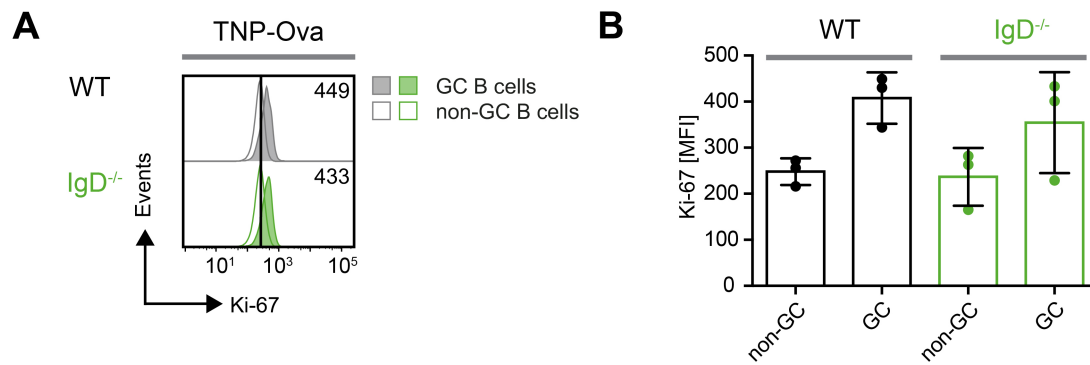 A
TNP-Ova
WT
449
GC B cells
non-GC B cells
IgD-/-
433
Events
10¹ 10³ 10⁵
Ki-67
B
WT IgD-/-
Ki-67 [MFI]
500
400
300
200
100
0
non-GC GC non-GC GC